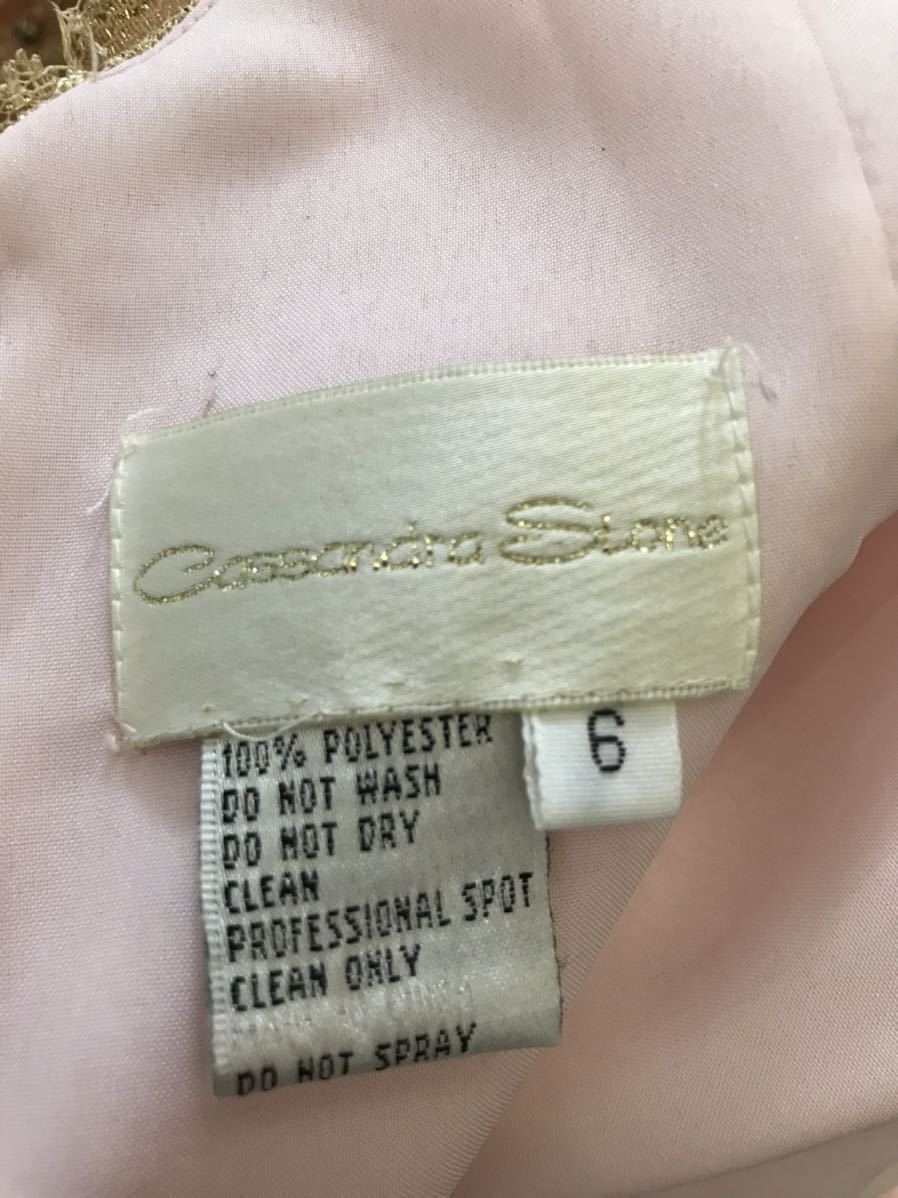 Cassandra Stone
6
100% POLYESTER
DO NOT WASH
DO NOT DRY
CLEAN
PROFESSIONAL SPOT
CLEAN ONLY
DO NOT SPRAY